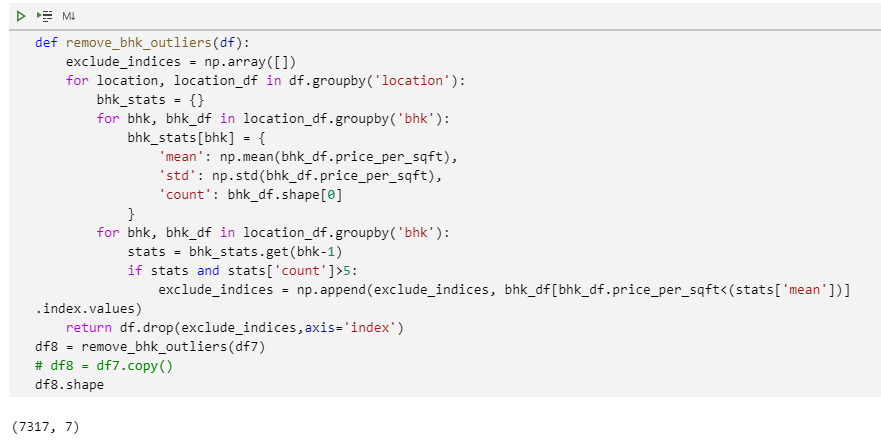 M↓
def remove_bhk_outliers(df):
    exclude_indices = np.array([])
    for location, location_df in df.groupby('location'):
        bhk_stats = {}
        for bhk, bhk_df in location_df.groupby('bhk'):
            bhk_stats[bhk] = {
                'mean': np.mean(bhk_df.price_per_sqft),
                'std': np.std(bhk_df.price_per_sqft),
                'count': bhk_df.shape[0]
            }
        for bhk, bhk_df in location_df.groupby('bhk'):
            stats = bhk_stats.get(bhk-1)
            if stats and stats['count']>5:
                exclude_indices = np.append(exclude_indices, bhk_df[bhk_df.price_per_sqft<(stats['mean'])]
.index.values)
    return df.drop(exclude_indices,axis='index')
df8 = remove_bhk_outliers(df7)
# df8 = df7.copy()
df8.shape
(7317, 7)